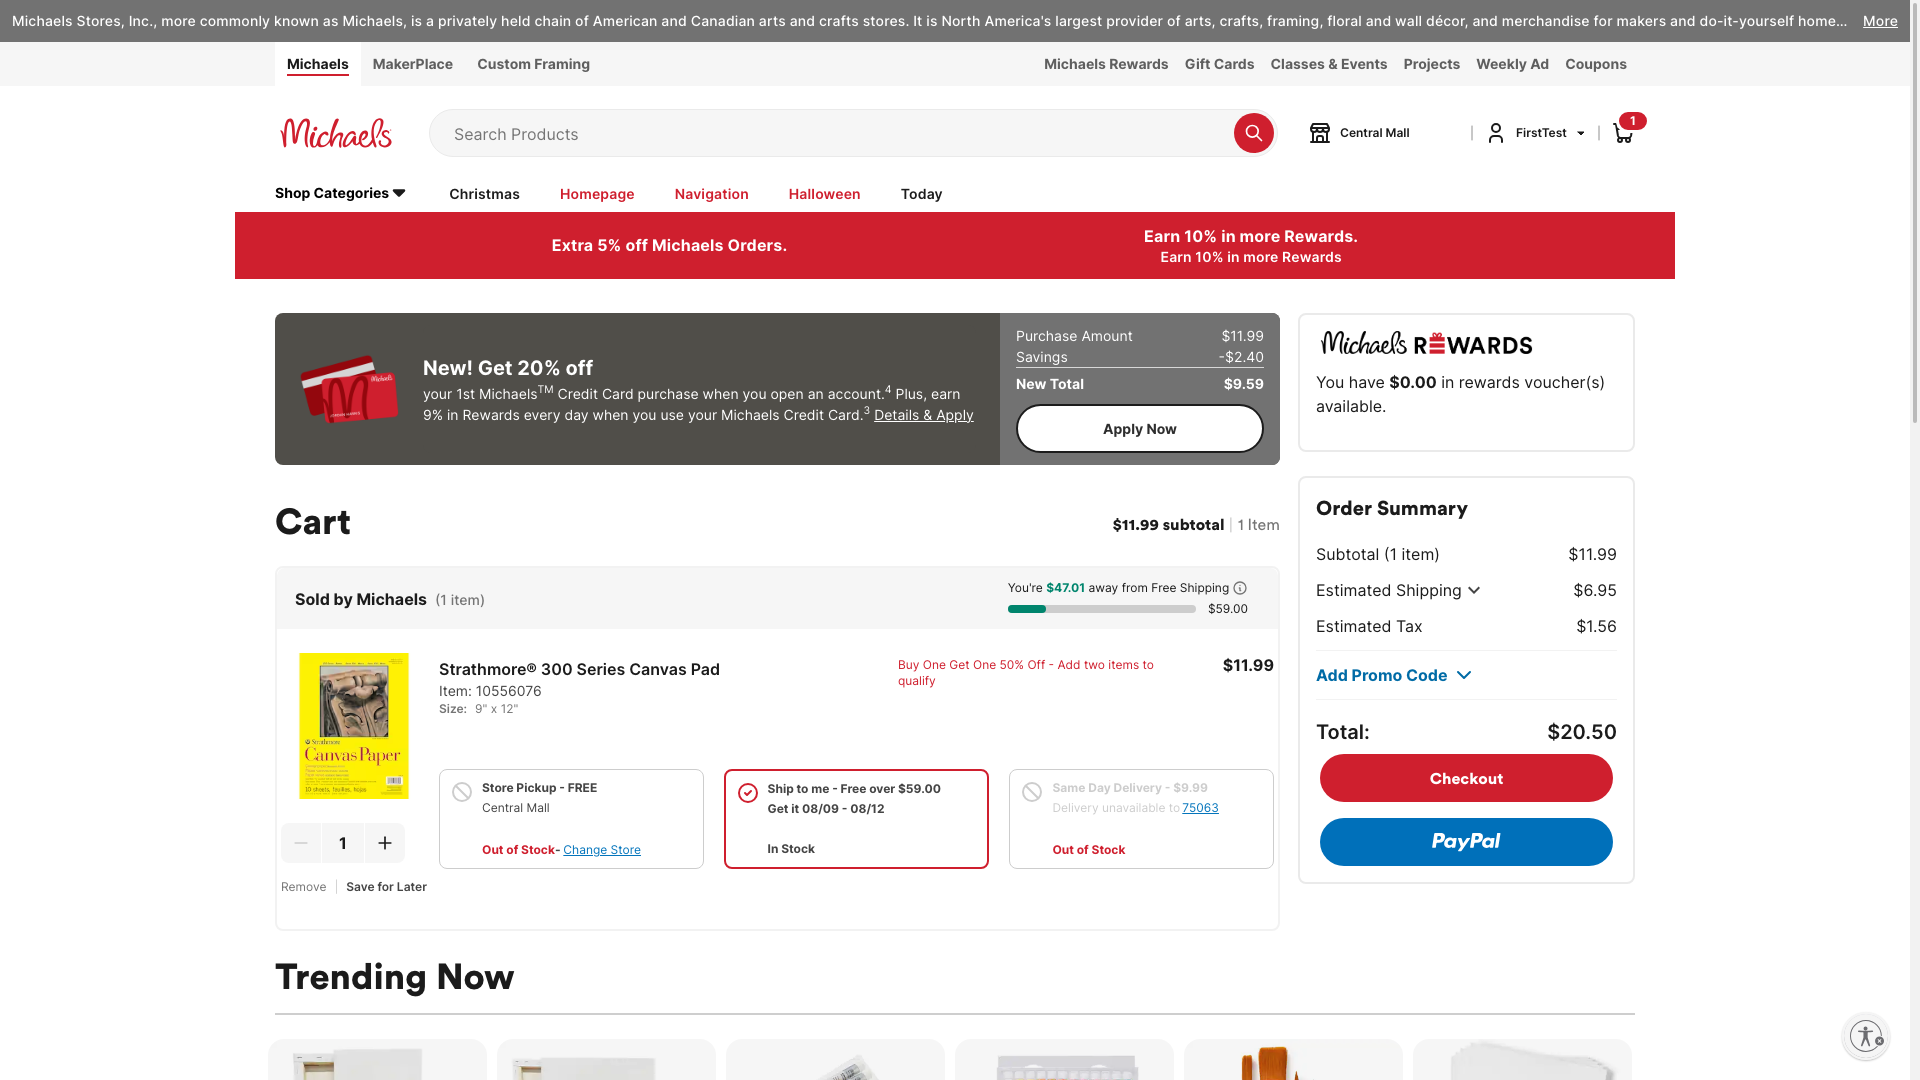 Michaels Stores, Inc., more commonly known as Michaels, is a privately held chain of American and Canadian arts and crafts stores. It is North America's largest provider of arts, crafts, framing, floral and wall décor, and merchandise for makers and do-it-yourself home... More
Michaels MakerPlace Custom Framing Michaels Rewards Gift Cards Classes & Events Projects Weekly Ad Coupons
Michaels Search Products Central Mall FirstTest 1
Shop Categories Christmas Homepage Navigation Halloween Today
Extra 5% off Michaels Orders.
Earn 10% in more Rewards.
Earn 10% in more Rewards
New! Get 20% off
your 1st Michaels™ Credit Card purchase when you open an account.4 Plus, earn
9% in Rewards every day when you use your Michaels Credit Card.3 Details & Apply
Purchase Amount $11.99
Savings -$2.40
New Total $9.59
Apply Now
Michaels REWARDS
You have $0.00 in rewards voucher(s)
available.
Cart
$11.99 subtotal 1 Item
Sold by Michaels (1 item)
You're $47.01 away from Free Shipping
$59.00
Strathmore
Canvas Paper
Strathmore® 300 Series Canvas Pad
Item: 10556076
Size: 9" x 12"
Buy One Get One 50% Off - Add two items to
qualify
$11.99
Store Pickup - FREE
Central Mall
Out of Stock- Change Store
Ship to me - Free over $59.00
Get it 08/09 - 08/12
In Stock
Same Day Delivery - $9.99
Delivery unavailable to 75063
Out of Stock
1
Remove Save for Later
Order Summary
Subtotal (1 item) $11.99
Estimated Shipping $6.95
Estimated Tax $1.56
Add Promo Code
Total: $20.50
Checkout
PayPal
Trending Now